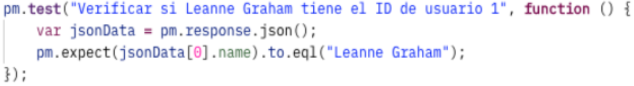 pm.test("Verificar si Leanne Graham tiene el ID de usuario 1", function () {
    var jsonData = pm.response.json();
    pm.expect(jsonData[0].name).to.eql("Leanne Graham");
});